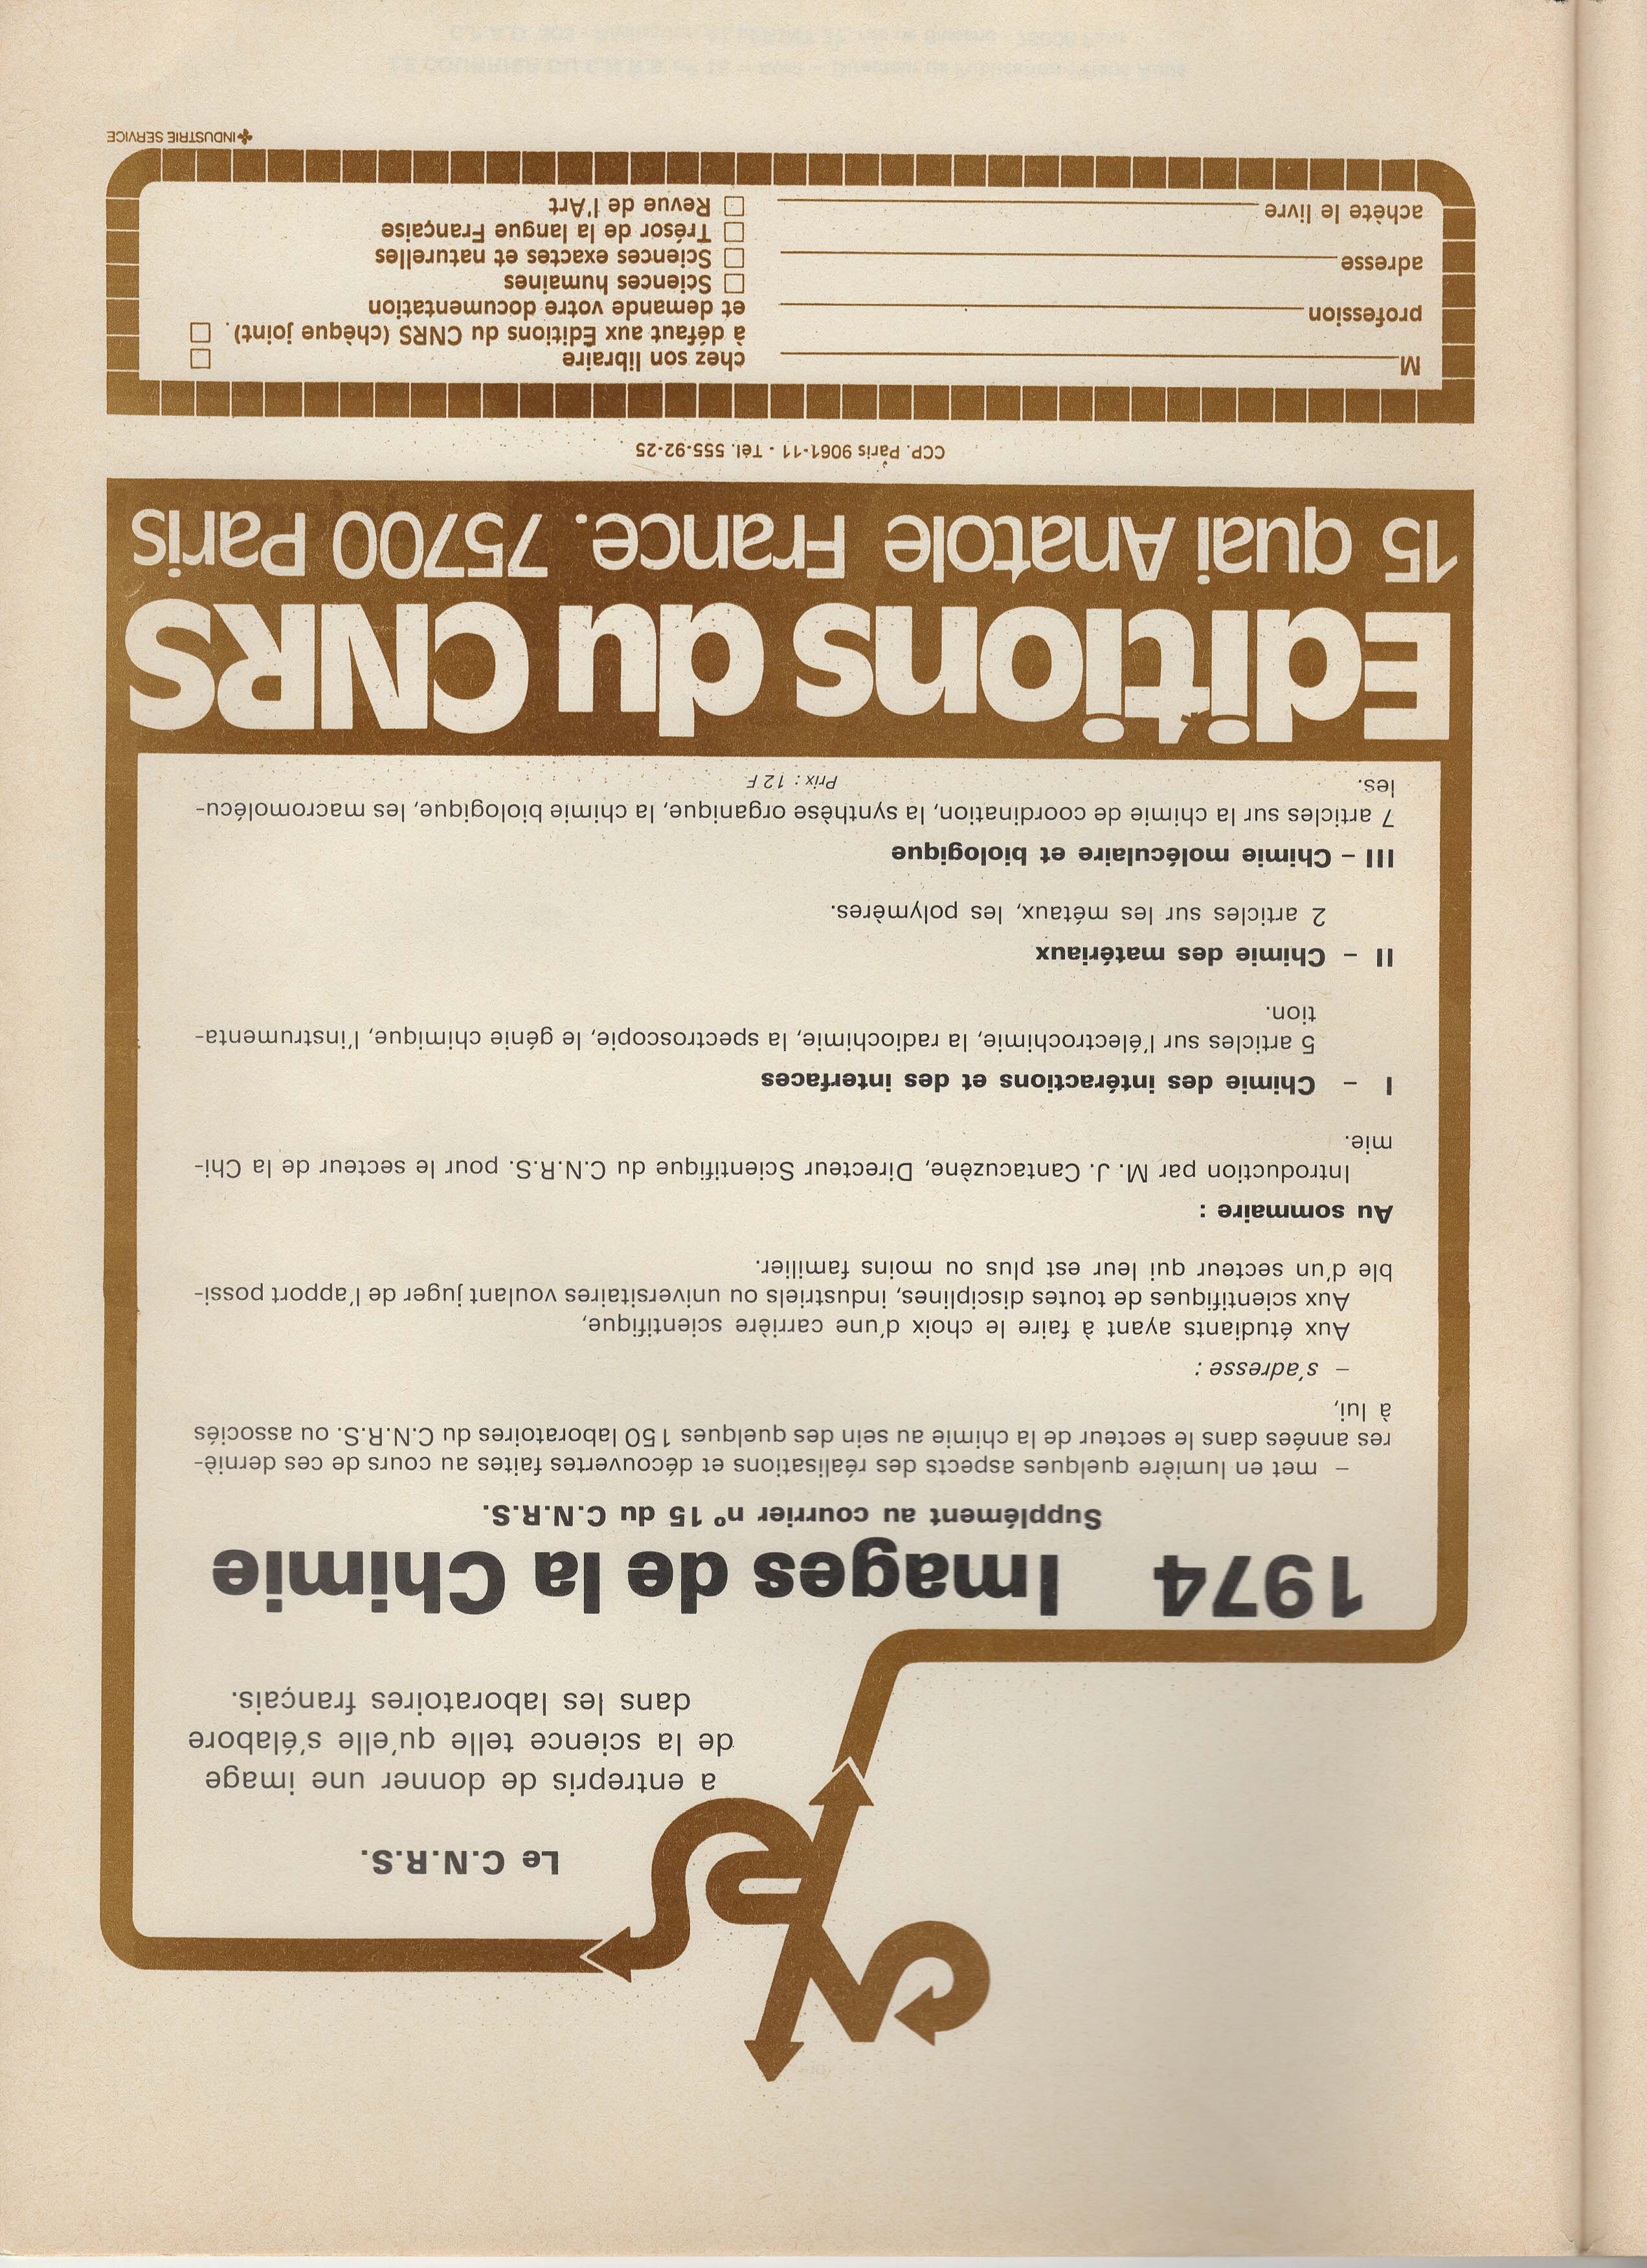 Le C.N.R.S.
a entrepris de donner une image
de la science telle qu'elle s'élabore
dans les laboratoires français.
1974 Images de la Chimie
Supplément au courrier n° 15 du C.N.R.S.
– met en lumière quelques aspects des réalisations et découvertes faites au cours de ces derniè-
res années dans le secteur de la chimie au sein des quelques 150 laboratoires du C.N.R.S. ou associés
à lui,
– s'adresse :
Aux étudiants ayant à faire le choix d'une carrière scientifique,
Aux scientifiques de toutes disciplines, industriels ou universitaires voulant juger de l'apport possi-
ble d'un secteur qui leur est plus ou moins familier.
Au sommaire :
Introduction par M. J. Cantacuzène, Directeur Scientifique du C.N.R.S. pour le secteur de la Chi-
mie.
I – Chimie des intéractions et des interfaces
5 articles sur l'électrochimie, la radiochimie, la spectroscopie, le génie chimique, l'instrumenta-
tion.
II – Chimie des matériaux
2 articles sur les métaux, les polymères.
III – Chimie moléculaire et biologique
7 articles sur la chimie de coordination, la synthèse organique, la chimie biologique, les macromolécu-
les.
Prix : 12 F
Editions du CNRS
15 quai Anatole France. 75700 Paris
CCP. Paris 9061-11 - Tél. 555-92-25
M
profession
adresse
achète le livre
chez son libraire
à défaut aux Editions du CNRS (chèque joint).
et demande votre documentation
Sciences humaines
Sciences exactes et naturelles
Trésor de la langue Française
Revue de l'Art
INDUSTRIE SERVICE